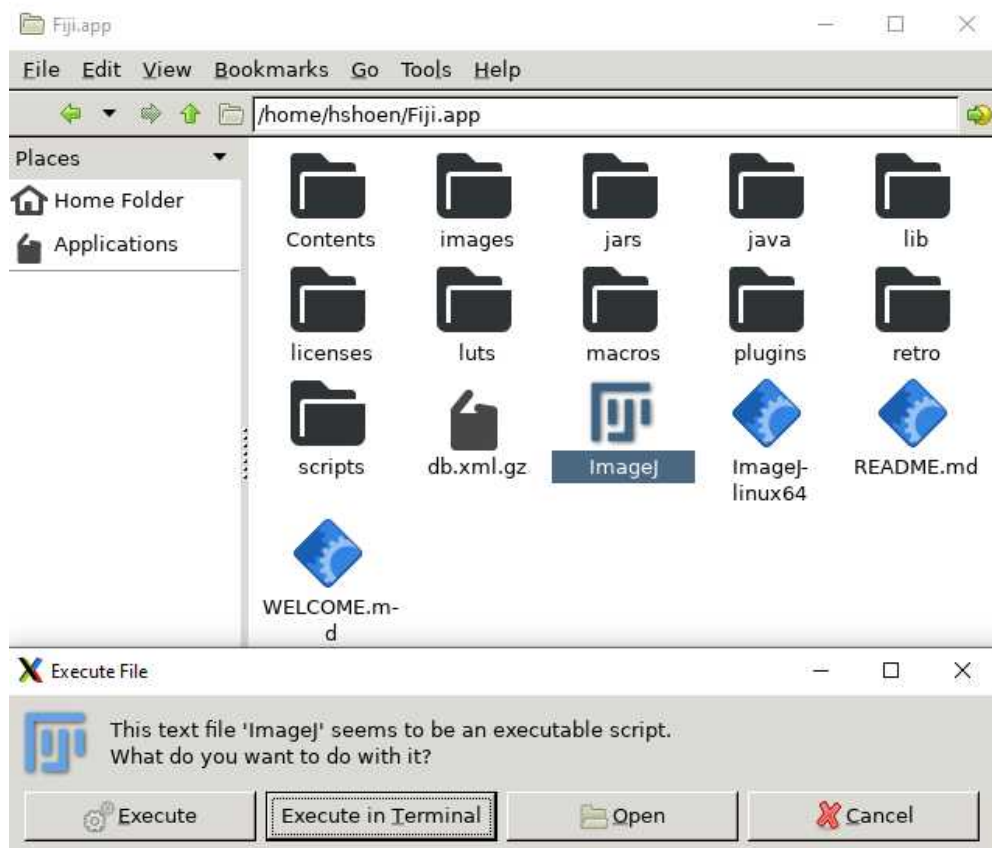 Fiji.app
File Edit View Bookmarks Go Tools Help
/home/hshoen/Fiji.app
Places
Home Folder
Applications
Contents images jars java lib
licenses luts macros plugins retro
scripts db.xml.gz ImageJ ImageJ- README.md
linux64
WELCOME.m-
d
Execute File
This text file 'ImageJ' seems to be an executable script.
What do you want to do with it?
Execute Execute in Terminal Open Cancel